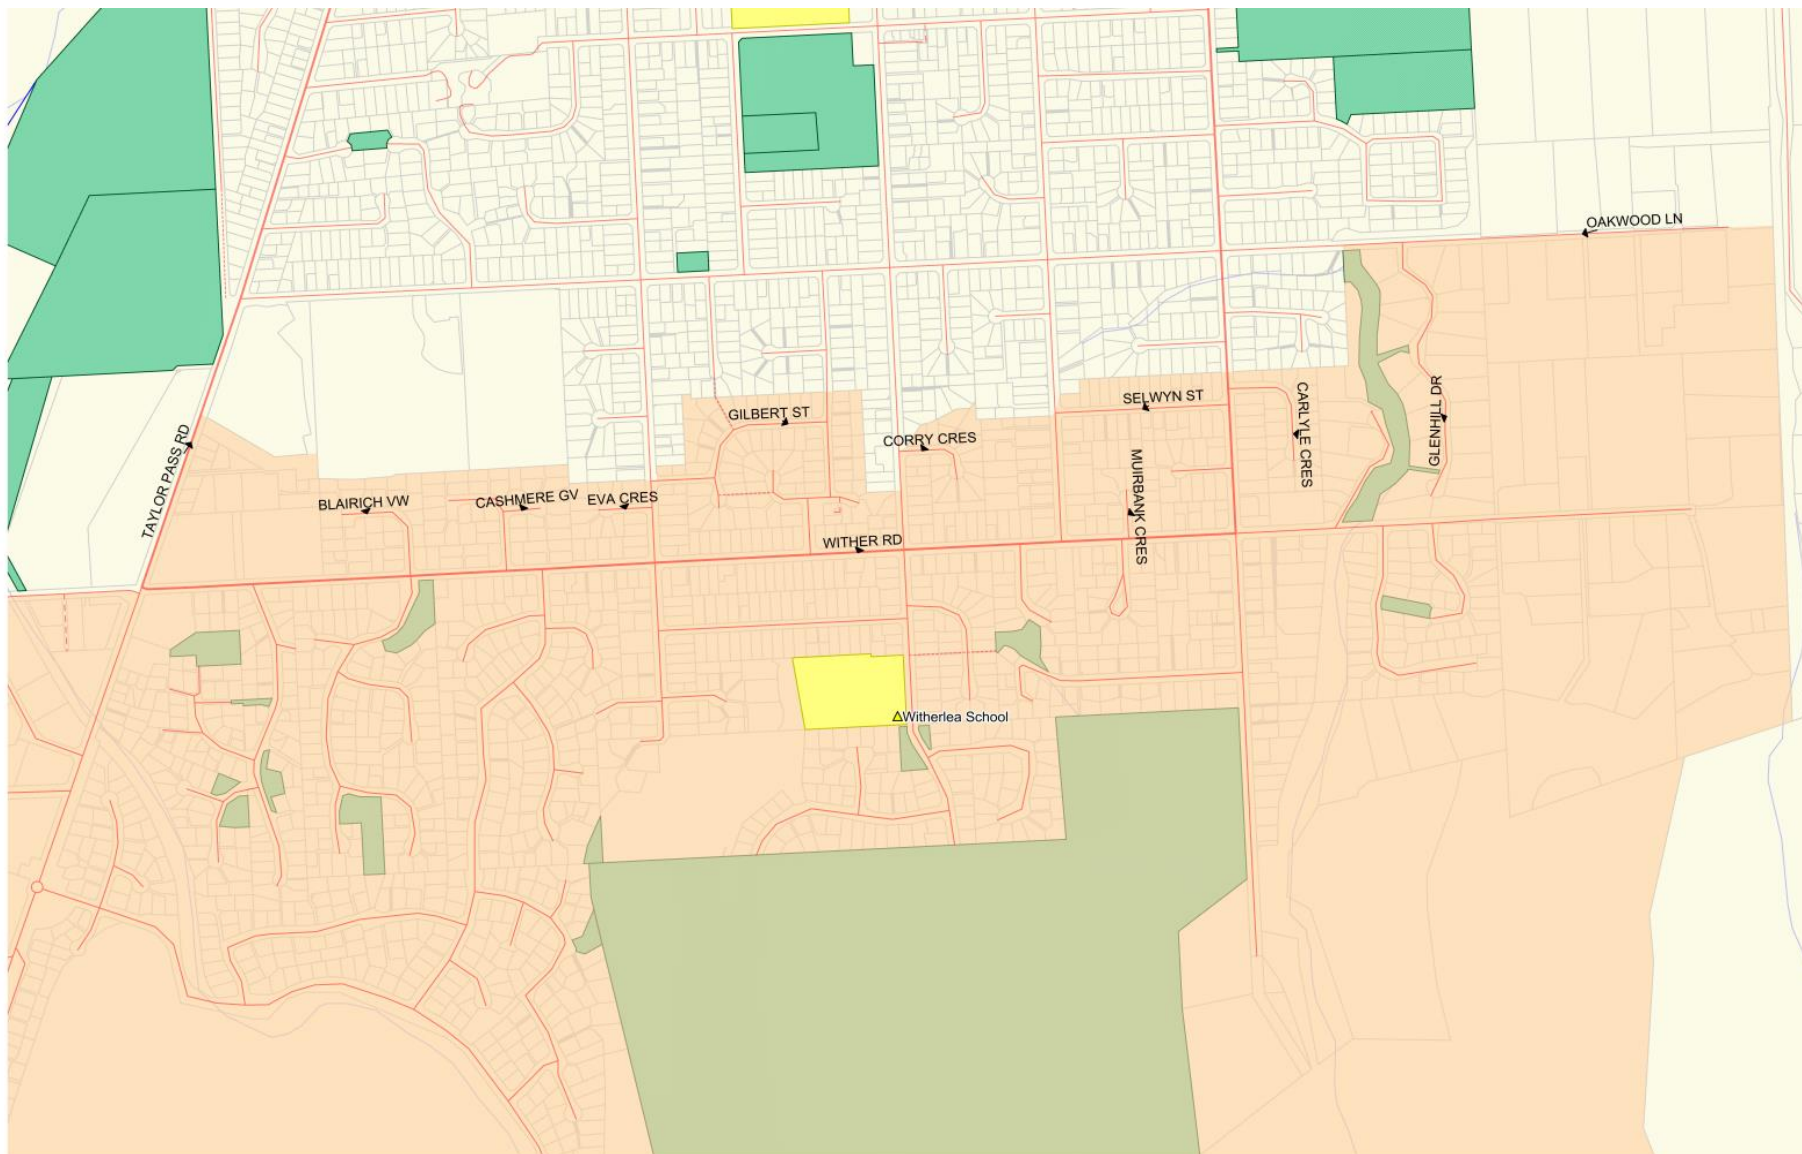 OAKWOOD LN
TAYLOR PASS RD
GILBERT ST
SELWYN ST
CARLYLE CRES
GLENHILL DR
CORRY CRES
MUIRBANK CRES
BLAIRICH VW
CASHMERE GV
EVA CRES
WITHER RD
Witherlea School